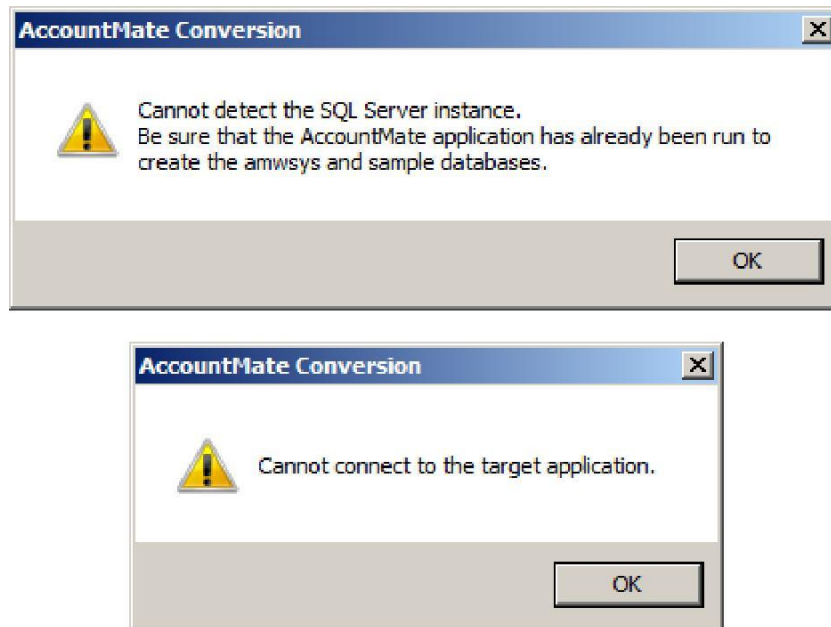 AccountMate Conversion
Cannot detect the SQL Server instance.
Be sure that the AccountMate application has already been run to
create the amwsys and sample databases.
OK
AccountMate Conversion
Cannot connect to the target application.
OK